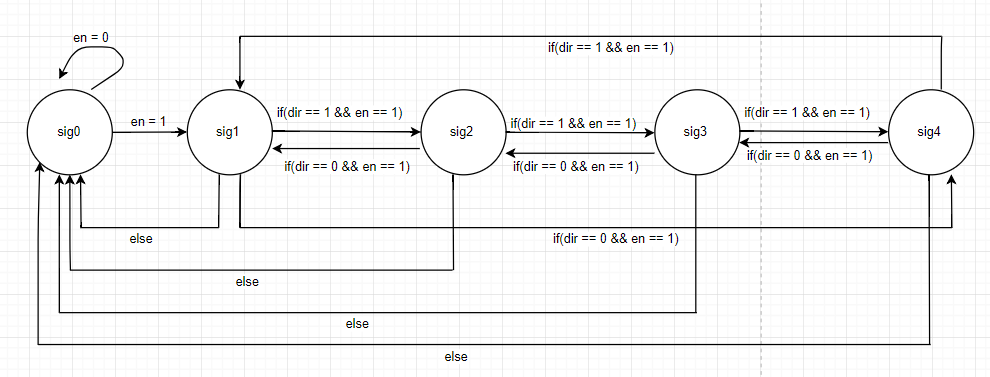 en = 0
if(dir == 1 && en == 1)
sig0
en = 1
sig1
if(dir == 1 && en == 1)
if(dir == 0 && en == 1)
sig2
if(dir == 1 && en == 1)
if(dir == 0 && en == 1)
sig3
if(dir == 1 && en == 1)
if(dir == 0 && en == 1)
sig4
else
if(dir == 0 && en == 1)
else
else
else